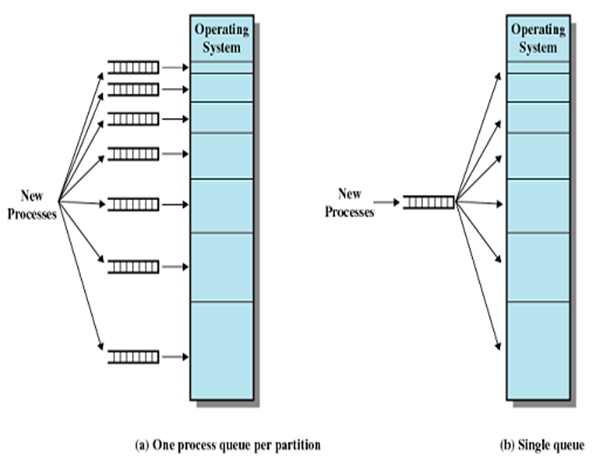 Operating
System
New
Processes
(a) One process queue per partition
Operating
System
New
Processes
(b) Single queue